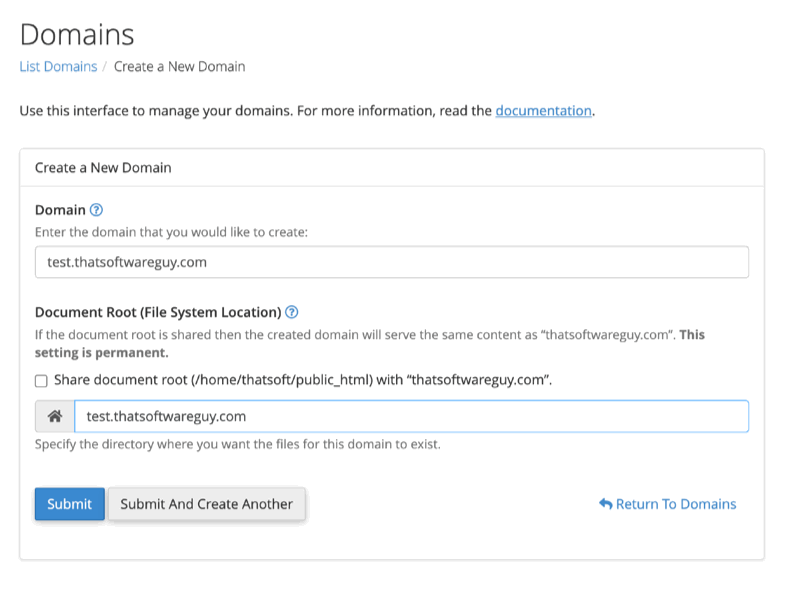 Domains
List Domains / Create a New Domain
Use this interface to manage your domains. For more information, read the documentation.
Create a New Domain
Domain ?
Enter the domain that you would like to create:
test.thatsoftwareguy.com
Document Root (File System Location) ?
If the document root is shared then the created domain will serve the same content as “thatsoftwareguy.com”. This
setting is permanent.
Share document root (/home/thatsoft/public_html) with “thatsoftwareguy.com”.
test.thatsoftwareguy.com
Specify the directory where you want the files for this domain to exist.
Submit Submit And Create Another Return To Domains